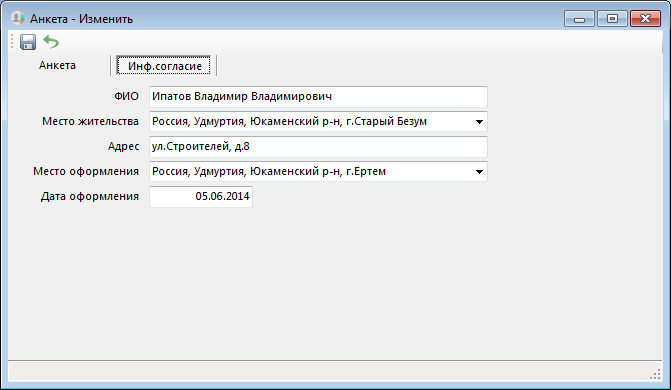 Анкета - Изменить
Анкета
Инф.согласие
ФИО Ипатов Владимир Владимирович
Место жительства Россия, Удмуртия, Юкаменский р-н, г.Старый Безум
Адрес ул.Строителей, д.8
Место оформления Россия, Удмуртия, Юкаменский р-н, г.Ертем
Дата оформления 05.06.2014